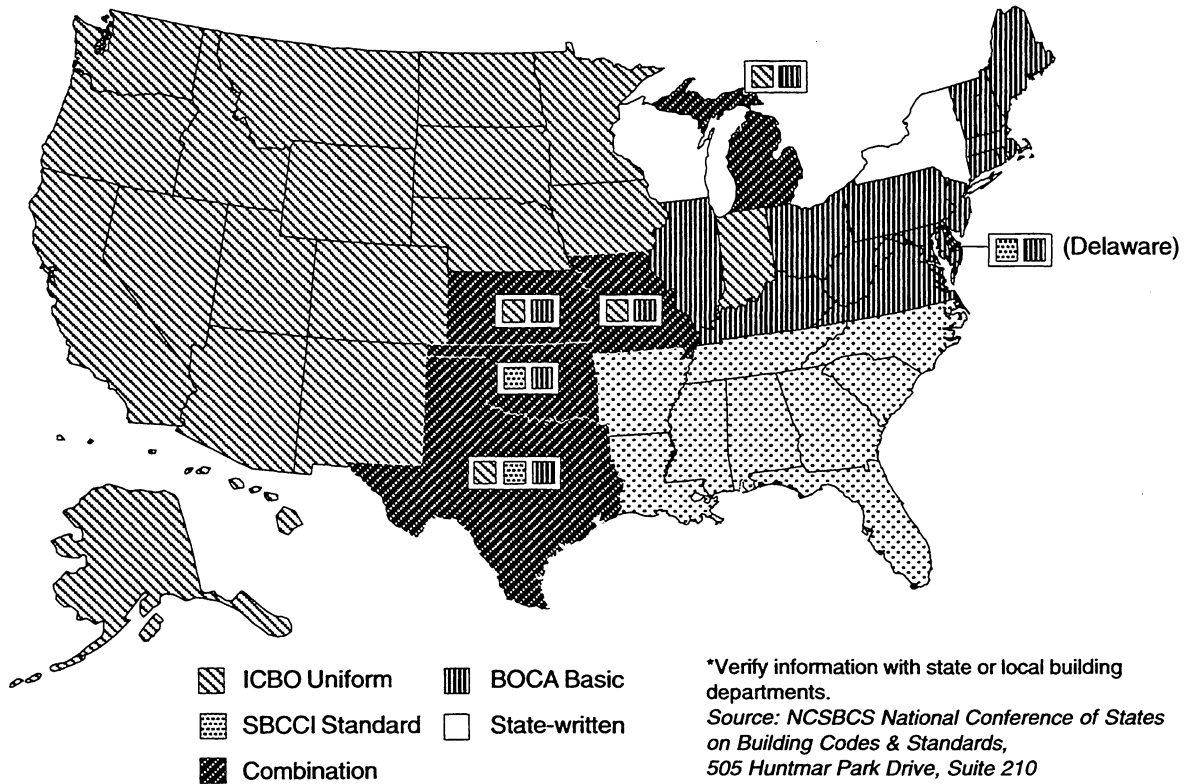 (Delaware)
ICBO Uniform
BOCA Basic
SBCCI Standard
State-written
Combination
*Verify information with state or local building
departments.
Source: NCSBCS National Conference of States
on Building Codes & Standards,
505 Huntmar Park Drive, Suite 210